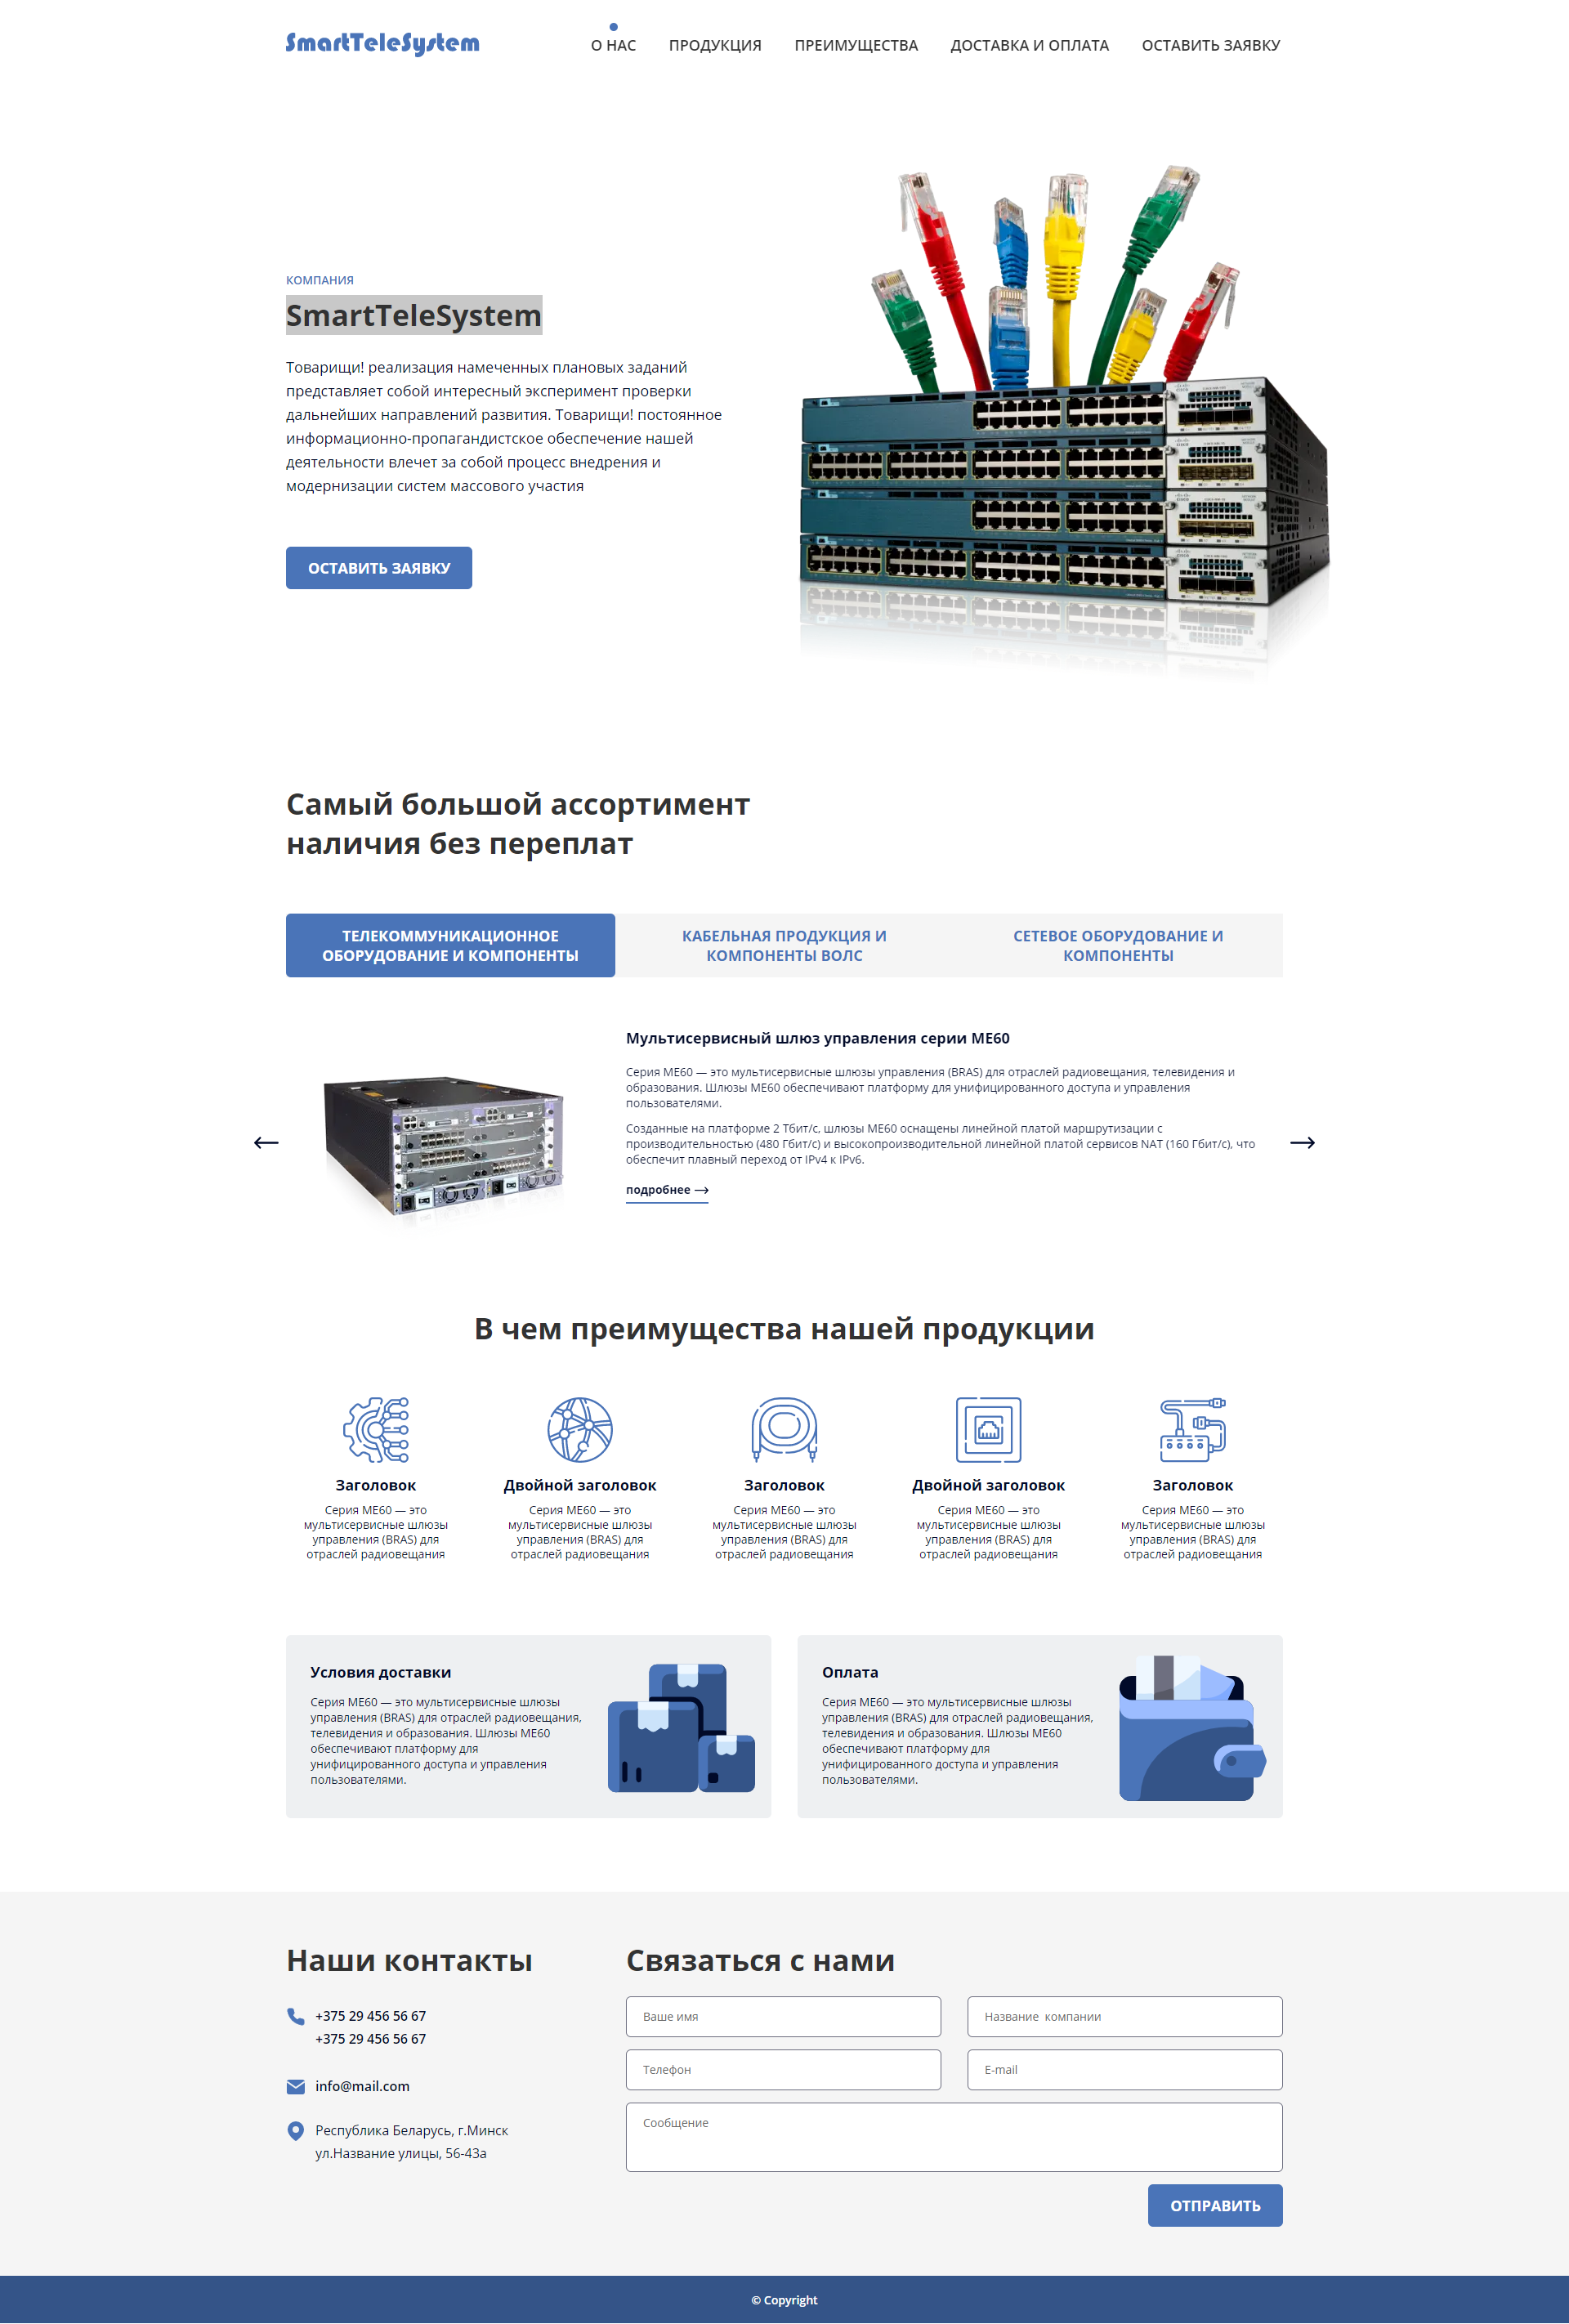 SmartTeleSystem
О НАС ПРОДУКЦИЯ ПРЕИМУЩЕСТВА ДОСТАВКА И ОПЛАТА ОСТАВИТЬ ЗАЯВКУ
КОМПАНИЯ
SmartTeleSystem
Товарищи! реализация намеченных плановых заданий
представляет собой интересный эксперимент проверки
дальнейших направлений развития. Товарищи! постоянное
информационно-пропагандистское обеспечение нашей
деятельности влечет за собой процесс внедрения и
модернизации систем массового участия
ОСТАВИТЬ ЗАЯВКУ
Самый большой ассортимент
наличия без переплат
ТЕЛЕКОММУНИКАЦИОННОЕ
ОБОРУДОВАНИЕ И КОМПОНЕНТЫ
КАБЕЛЬНАЯ ПРОДУКЦИЯ И
КОМПОНЕНТЫ ВОЛС
СЕТЕВОЕ ОБОРУДОВАНИЕ И
КОМПОНЕНТЫ
Мультисервисный шлюз управления серии ME60
Серия ME60 — это мультисервисные шлюзы управления (BRAS) для отраслей радиовещания, телевидения и
образования. Шлюзы ME60 обеспечивают платформу для унифицированного доступа и управления
пользователями.
Созданные на платформе 2 Тбит/с, шлюзы ME60 оснащены линейной платой маршрутизации с
производительностью (480 Гбит/с) и высокопроизводительной линейной платой сервисов NAT (160 Гбит/с), что
обеспечит плавный переход от IPv4 к IPv6.
подробнее
В чем преимущества нашей продукции
Заголовок
Серия ME60 — это
мультисервисные шлюзы
управления (BRAS) для
отраслей радиовещания
Двойной заголовок
Серия ME60 — это
мультисервисные шлюзы
управления (BRAS) для
отраслей радиовещания
Заголовок
Серия ME60 — это
мультисервисные шлюзы
управления (BRAS) для
отраслей радиовещания
Двойной заголовок
Серия ME60 — это
мультисервисные шлюзы
управления (BRAS) для
отраслей радиовещания
Заголовок
Серия ME60 — это
мультисервисные шлюзы
управления (BRAS) для
отраслей радиовещания
Условия доставки
Серия ME60 — это мультисервисные шлюзы
управления (BRAS) для отраслей радиовещания,
телевидения и образования. Шлюзы ME60
обеспечивают платформу для
унифицированного доступа и управления
пользователями.
Оплата
Серия ME60 — это мультисервисные шлюзы
управления (BRAS) для отраслей радиовещания,
телевидения и образования. Шлюзы ME60
обеспечивают платформу для
унифицированного доступа и управления
пользователями.
Наши контакты
+375 29 456 56 67
+375 29 456 56 67
info@mail.com
Республика Беларусь, г.Минск
ул.Название улицы, 56-43а
Связаться с нами
Ваше имя
Название компании
Телефон
E-mail
Сообщение
ОТПРАВИТЬ
© Copyright